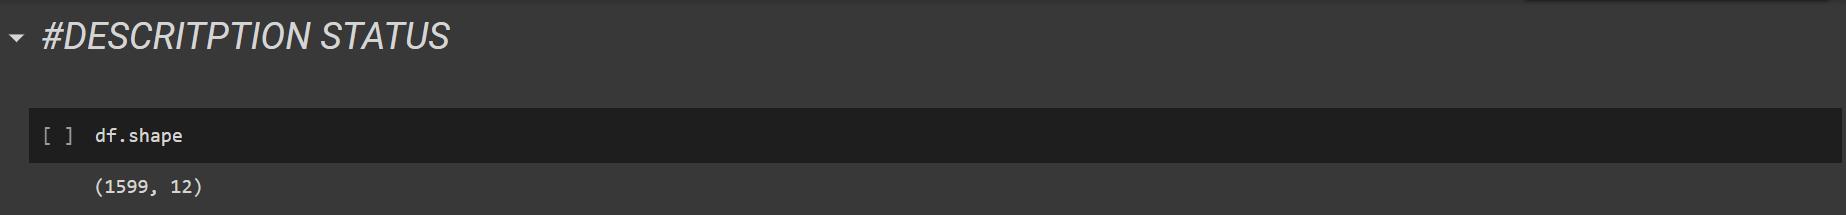 #DESCRITPTION STATUS
[ ] df.shape
(1599, 12)